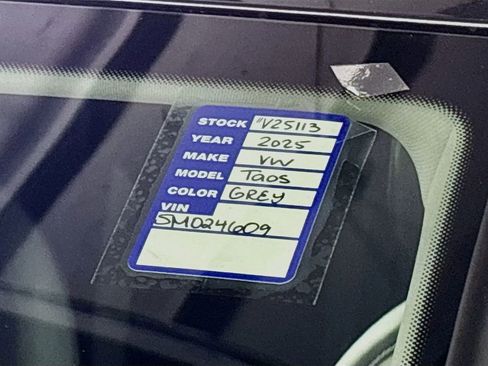 STOCK "V25113
YEAR 2025
MAKE VW
MODEL Taos
COLOR GREY
VIN
SM024609